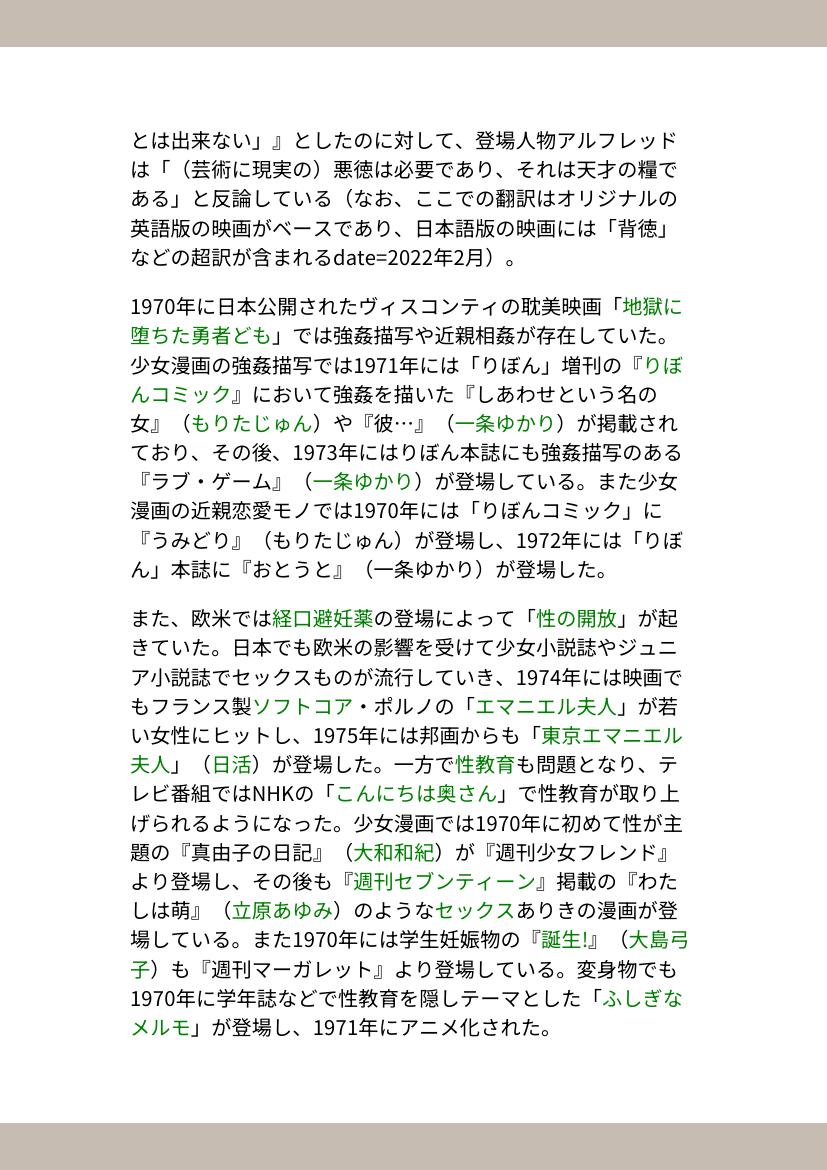 とは出来ない」』としたのに対して、登場人物アルフレッド
は「（芸術に現実の）悪徳は必要であり、それは天才の糧で
ある」と反論している（なお、ここでの翻訳はオリジナルの
英語版の映画がベースであり、日本語版の映画には「背徳」
などの超訳が含まれるdate=2022年2月）。
1970年に日本公開されたヴィスコンティの耽美映画「地獄に
堕ちた勇者ども」では強姦描写や近親相姦が存在していた。
少女漫画の強姦描写では1971年には「りぼん」増刊の『りぼ
んコミック』において強姦を描いた『しあわせという名の
女』（もりたじゅん）や『彼…』（一条ゆかり）が掲載され
ており、その後、1973年にはりぼん本誌にも強姦描写のある
『ラブ・ゲーム』（一条ゆかり）が登場している。また少女
漫画の近親恋愛モノでは1970年には「りぼんコミック」に
『うみどり』（もりたじゅん）が登場し、1972年には「りぼ
ん」本誌に『おとうと』（一条ゆかり）が登場した。
また、欧米では経口避妊薬の登場によって「性の開放」が起
きていた。日本でも欧米の影響を受けて少女小説誌やジュニ
ア小説誌でセックスものが流行していき、1974年には映画で
もフランス製ソフトコア・ポルノの「エマニエル夫人」が若
い女性にヒットし、1975年には邦画からも「東京エマニエル
夫人」（日活）が登場した。一方で性教育も問題となり、テ
レビ番組ではNHKの「こんにちは奥さん」で性教育が取り上
げられるようになった。少女漫画では1970年に初めて性が主
題の『真由子の日記』（大和和紀）が『週刊少女フレンド』
より登場し、その後も『週刊セブンティーン』掲載の『わた
しは萌』（立原あゆみ）のようなセックスありきの漫画が登
場している。また1970年には学生妊娠物の『誕生!』（大島弓
子）も『週刊マーガレット』より登場している。変身物でも
1970年に学年誌などで性教育を隠しテーマとした「ふしぎな
メルモ」が登場し、1971年にアニメ化された。